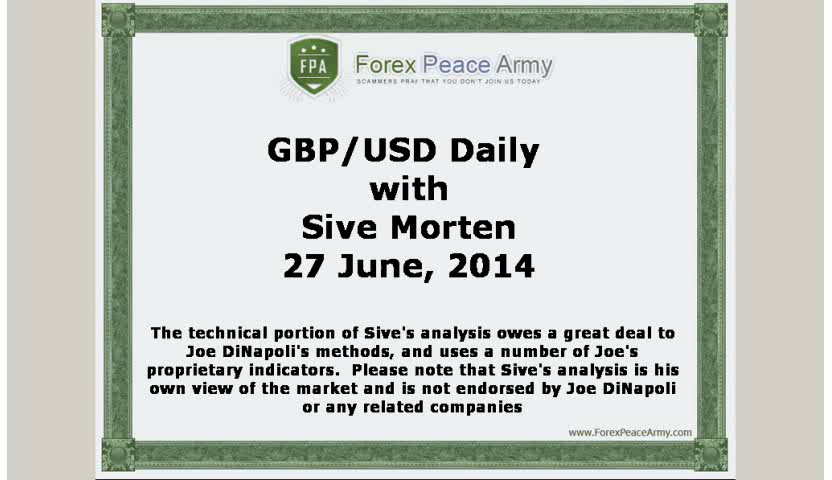 FPA
Forex Peace Army
SCAMMERS PRAY THAT YOU DON'T JOIN US TODAY
GBP/USD Daily
with
Sive Morten
27 June, 2014
The technical portion of Sive's analysis owes a great deal to
Joe DiNapoli's methods, and uses a number of Joe's
proprietary indicators.  Please note that Sive's analysis is his
own view of the market and is not endorsed by Joe DiNapoli
or any related companies
www.ForexPeaceArmy.com